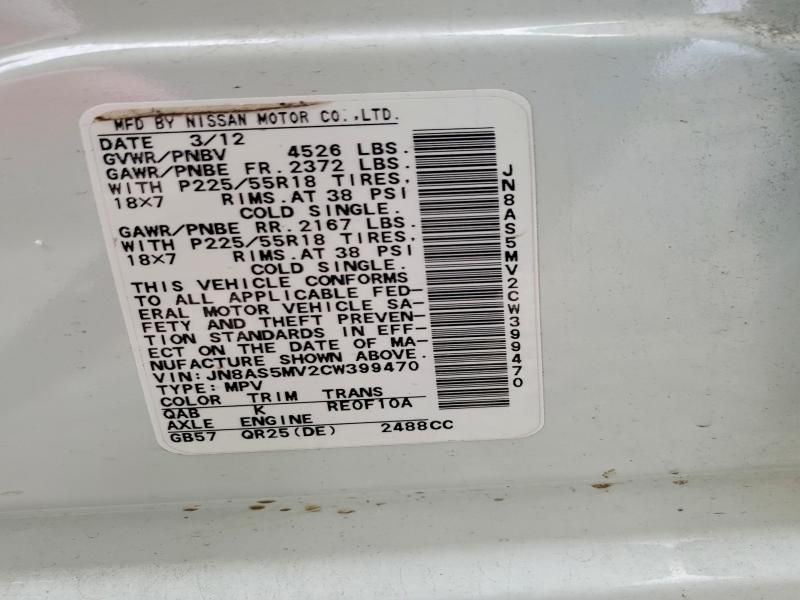 MFD BY NISSAN MOTOR CO.,LTD.
DATE 3/12
GVWR/PNBV 4526 LBS.
GAWR/PNBE FR. 2372 LBS.
WITH P225/55R18 TIRES,
18X7 RIMS.AT 38 PSI
COLD SINGLE.
GAWR/PNBE RR. 2167 LBS.
WITH P225/55R18 TIRES,
18X7 RIMS.AT 38 PSI
COLD SINGLE.
THIS VEHICLE CONFORMS
TO ALL APPLICABLE FED-
ERAL MOTOR VEHICLE SA-
FETY AND THEFT PREVEN-
TION STANDARDS IN EFF-
ECT ON THE DATE OF MA-
NUFACTURE SHOWN ABOVE.
VIN:JN8AS5MV2CW399470
TYPE:MPV
COLOR TRIM TRANS
QAB K RE0F10A
AXLE ENGINE
GB57 QR25(DE) 2488CC
JN8AS5MV2CW399470